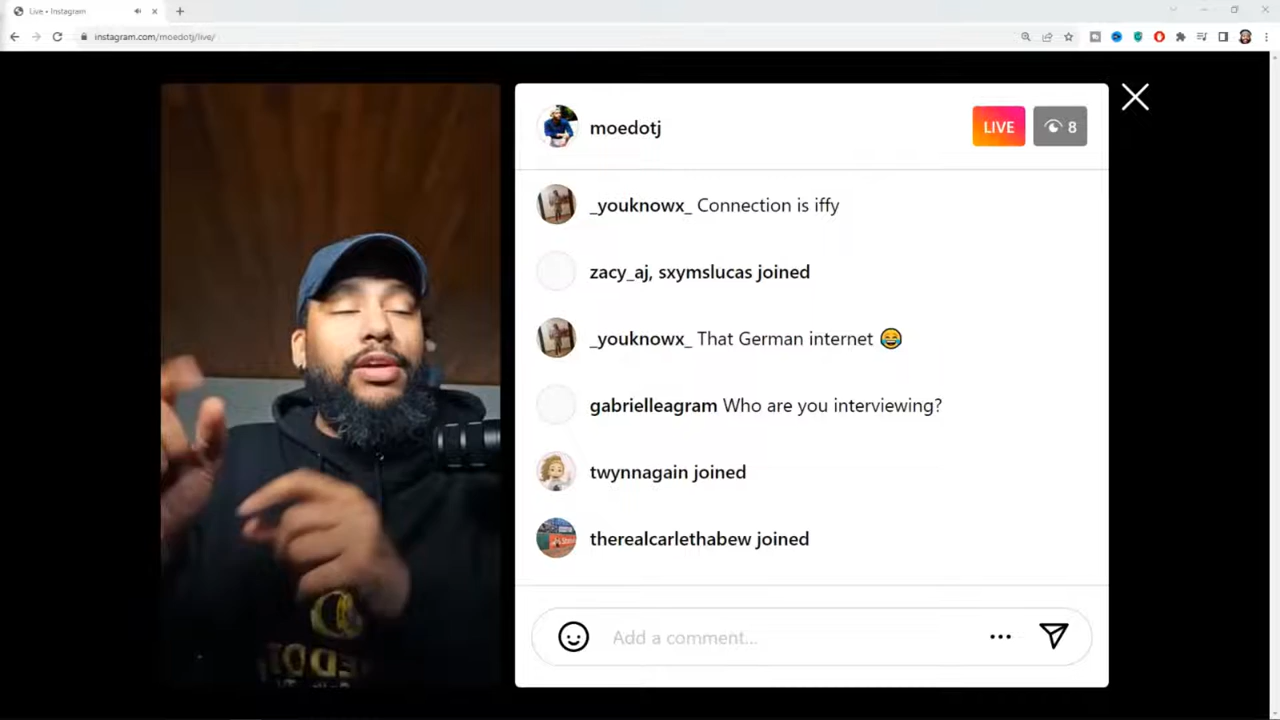 Live • Instagram
instagram.com/moedotj/live/
moedotj
LIVE
8
_youknowx_ Connection is iffy
zacy_aj, sxymslucas joined
_youknowx_ That German internet 😂
gabrielleagram Who are you interviewing?
twynnagain joined
therealcarlethabew joined
Add a comment...